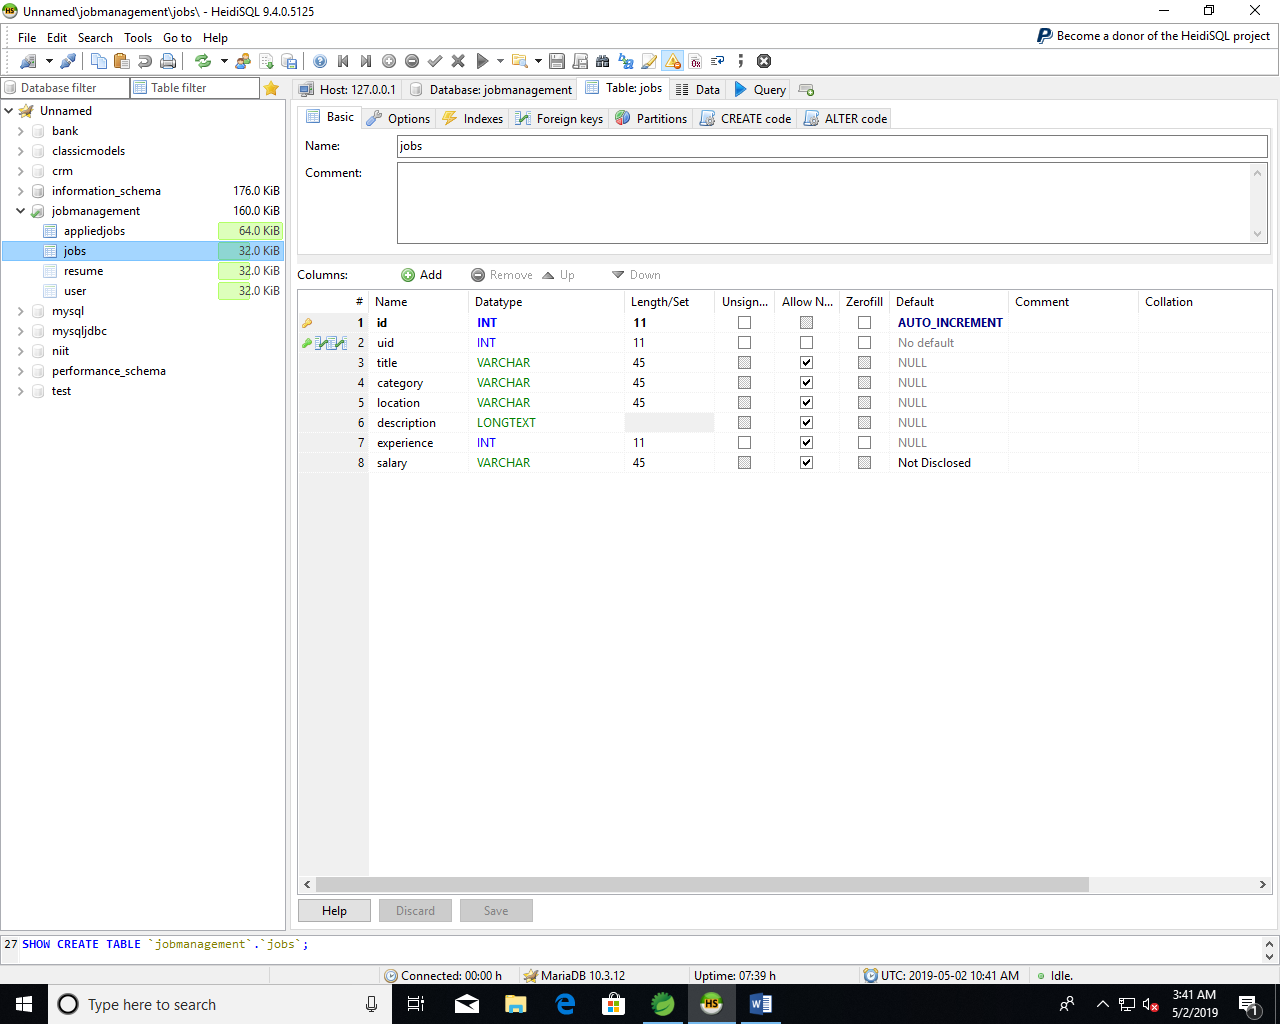 Unnamed\jobmanagement\jobs\ - HeidiSQL 9.4.0.5125
File Edit Search Tools Go to Help
Become a donor of the HeidiSQL project
Database filter Table filter
Host: 127.0.0.1 Database: jobmanagement Table: jobs Data Query
Unnamed
bank
classicmodels
crm
information_schema 176.0 KiB
jobmanagement 160.0 KiB
appliedjobs 64.0 KiB
jobs 32.0 KiB
resume 32.0 KiB
user 32.0 KiB
mysql
mysqljdbc
niit
performance_schema
test
Basic Options Indexes Foreign keys Partitions CREATE code ALTER code
Name: jobs
Comment:
Columns: Add Remove Up Down
# Name Datatype Length/Set Unsign... Allow N... Zerofill Default Comment Collation
1 id INT 11 AUTO_INCREMENT
2 uid INT 11 No default
3 title VARCHAR 45 NULL
4 category VARCHAR 45 NULL
5 location VARCHAR 45 NULL
6 description LONGTEXT NULL
7 experience INT 11 NULL
8 salary VARCHAR 45 Not Disclosed
Help Discard Save
27 SHOW CREATE TABLE `jobmanagement`.`jobs`;
Connected: 00:00 h MariaDB 10.3.12 Uptime: 07:39 h UTC: 2019-05-02 10:41 AM Idle.
Type here to search
3:41 AM
5/2/2019
1